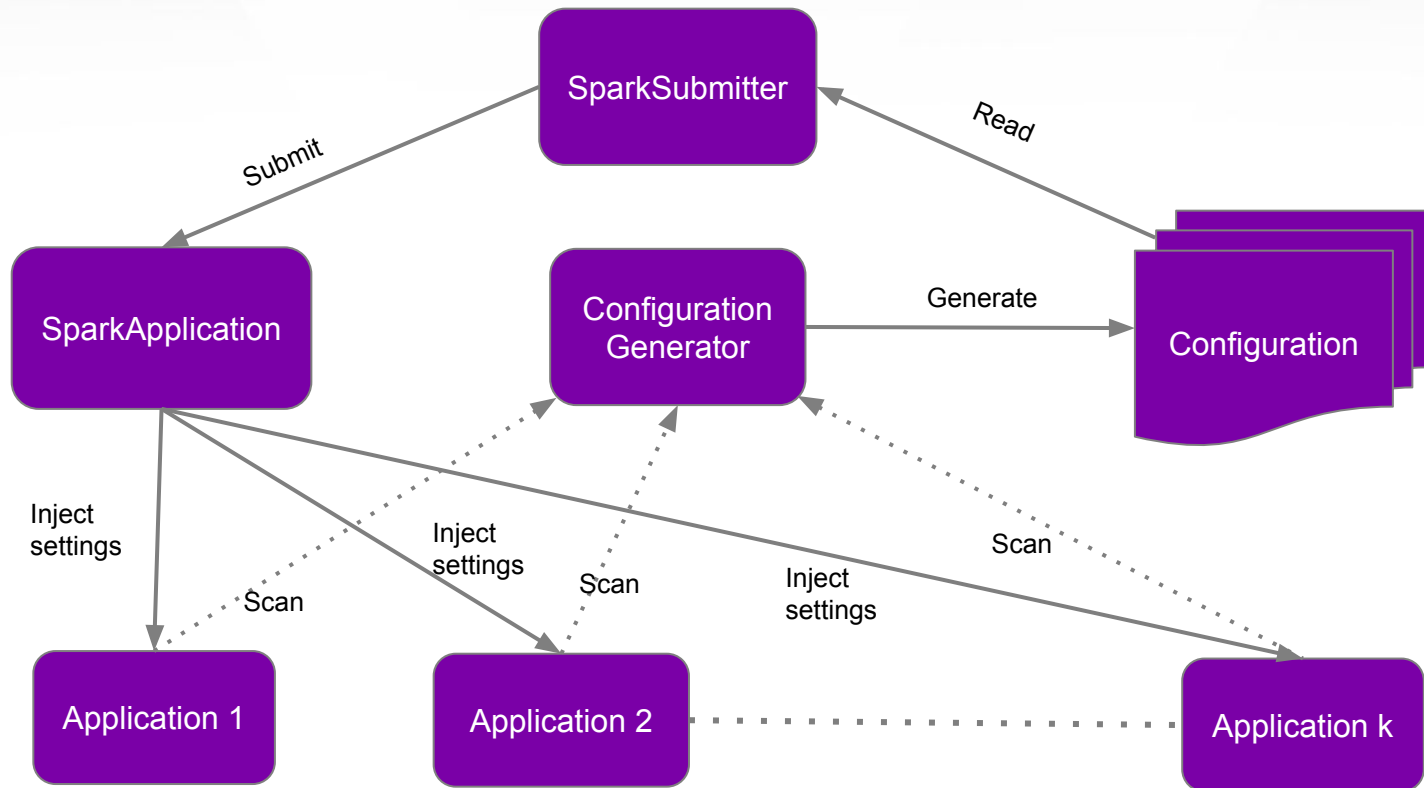 SparkSubmitter
Read
Submit
SparkApplication
Configuration
Generator
Generate
Configuration
Inject
settings
Inject
settings
Scan
Scan
Scan
Inject
settings
Application 1
Application 2
Application k